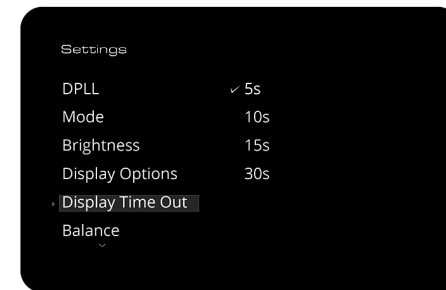 Settings
DPLL ✓ 5s
Mode 10s
Brightness 15s
Display Options 30s
Display Time Out
Balance